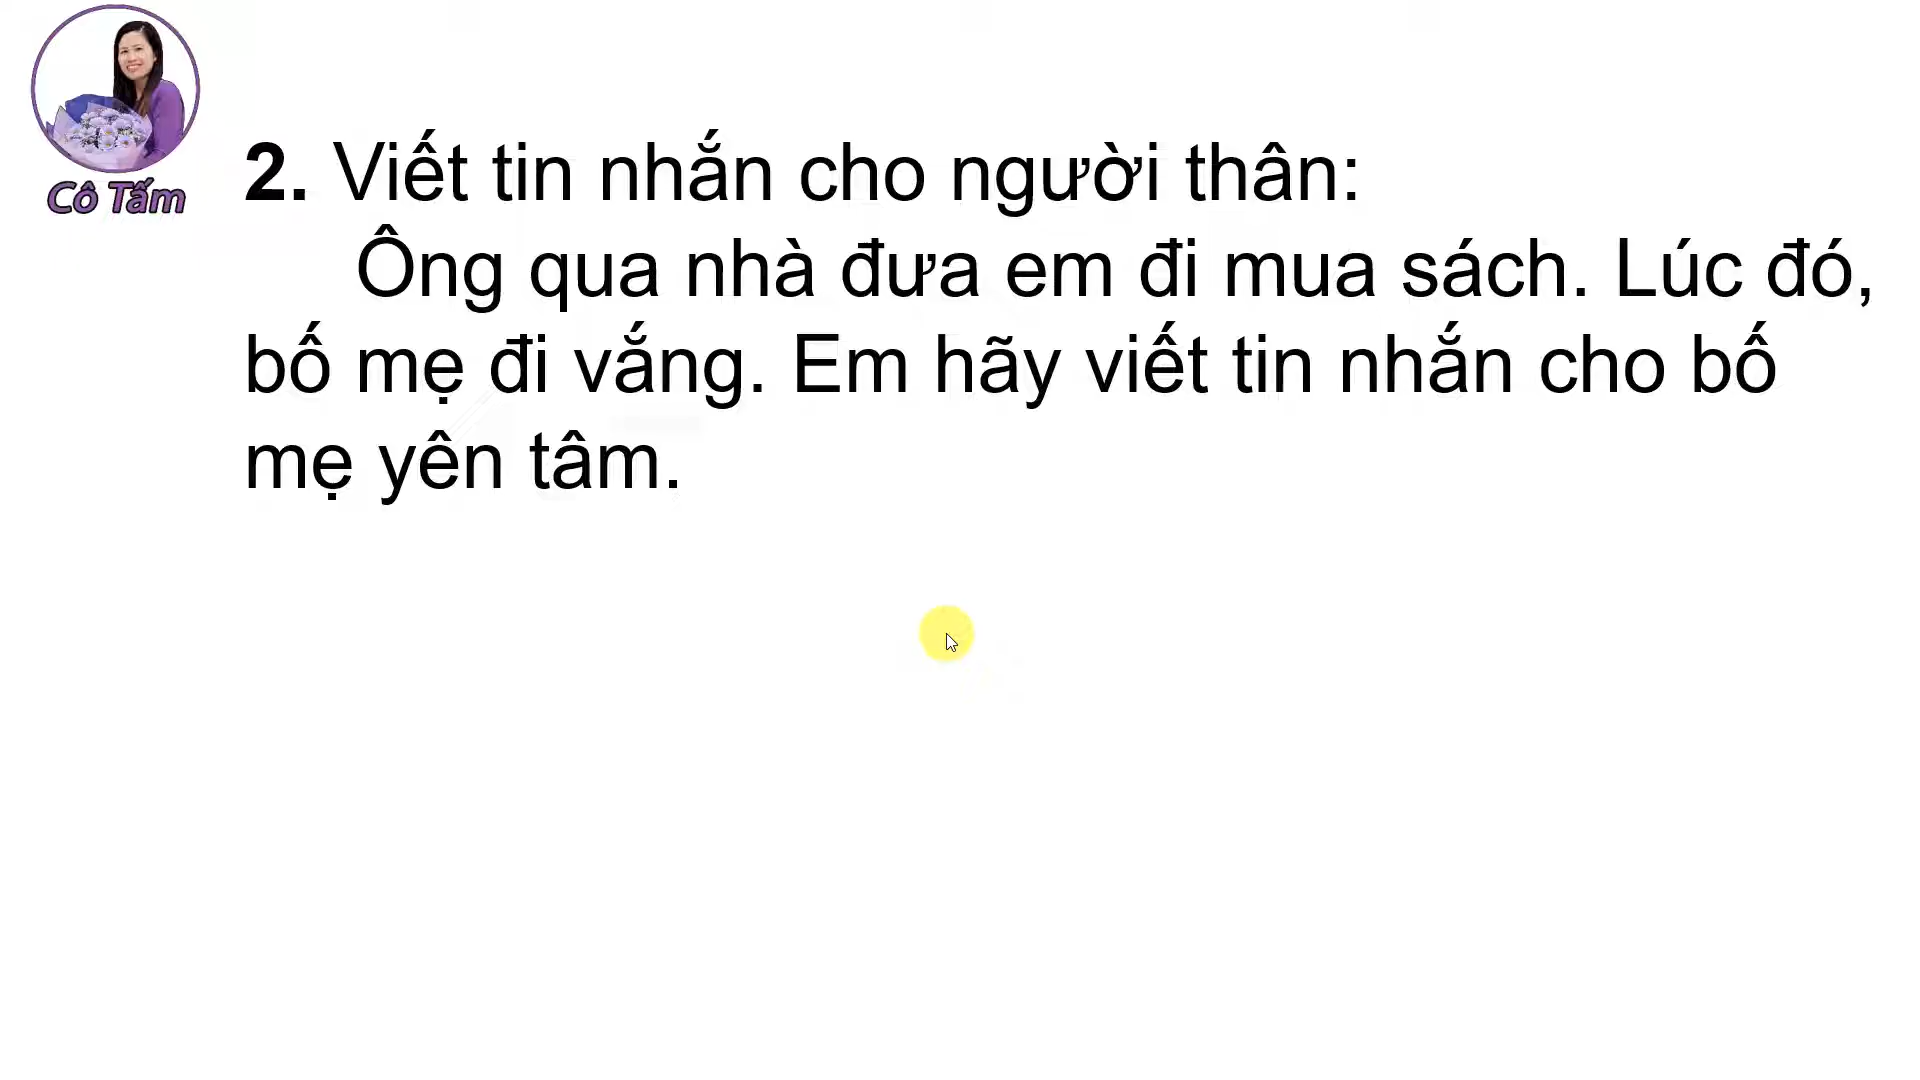 Cô Tấm
2. Viết tin nhắn cho người thân:
Ông qua nhà đưa em đi mua sách. Lúc đó,
bố mẹ đi vắng. Em hãy viết tin nhắn cho bố
mẹ yên tâm.